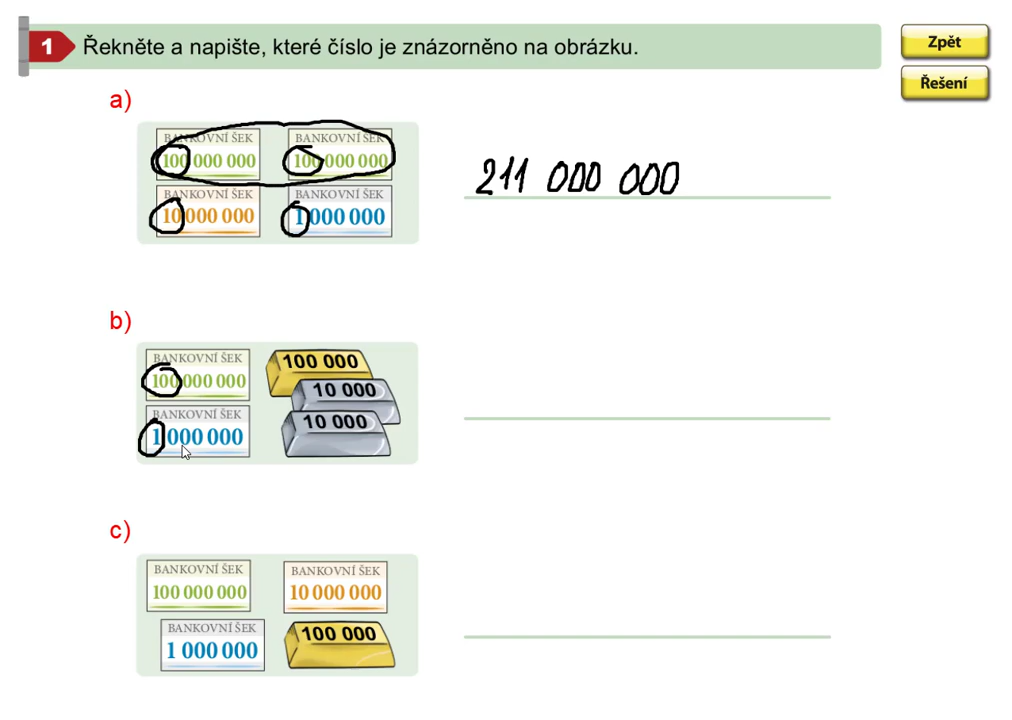 1 Řekněte a napište, které číslo je znázorněno na obrázku.
Zpět
Řešení
a)
BANKOVNÍ ŠEK BANKOVNÍ ŠEK
100 000 000 100 000 000
BANKOVNÍ ŠEK BANKOVNÍ ŠEK
10 000 000 1 000 000
211 000 000
b)
BANKOVNÍ ŠEK
100 000 000
BANKOVNÍ ŠEK
1 000 000
100 000
10 000
10 000
c)
BANKOVNÍ ŠEK BANKOVNÍ ŠEK
100 000 000 10 000 000
BANKOVNÍ ŠEK
1 000 000
100 000